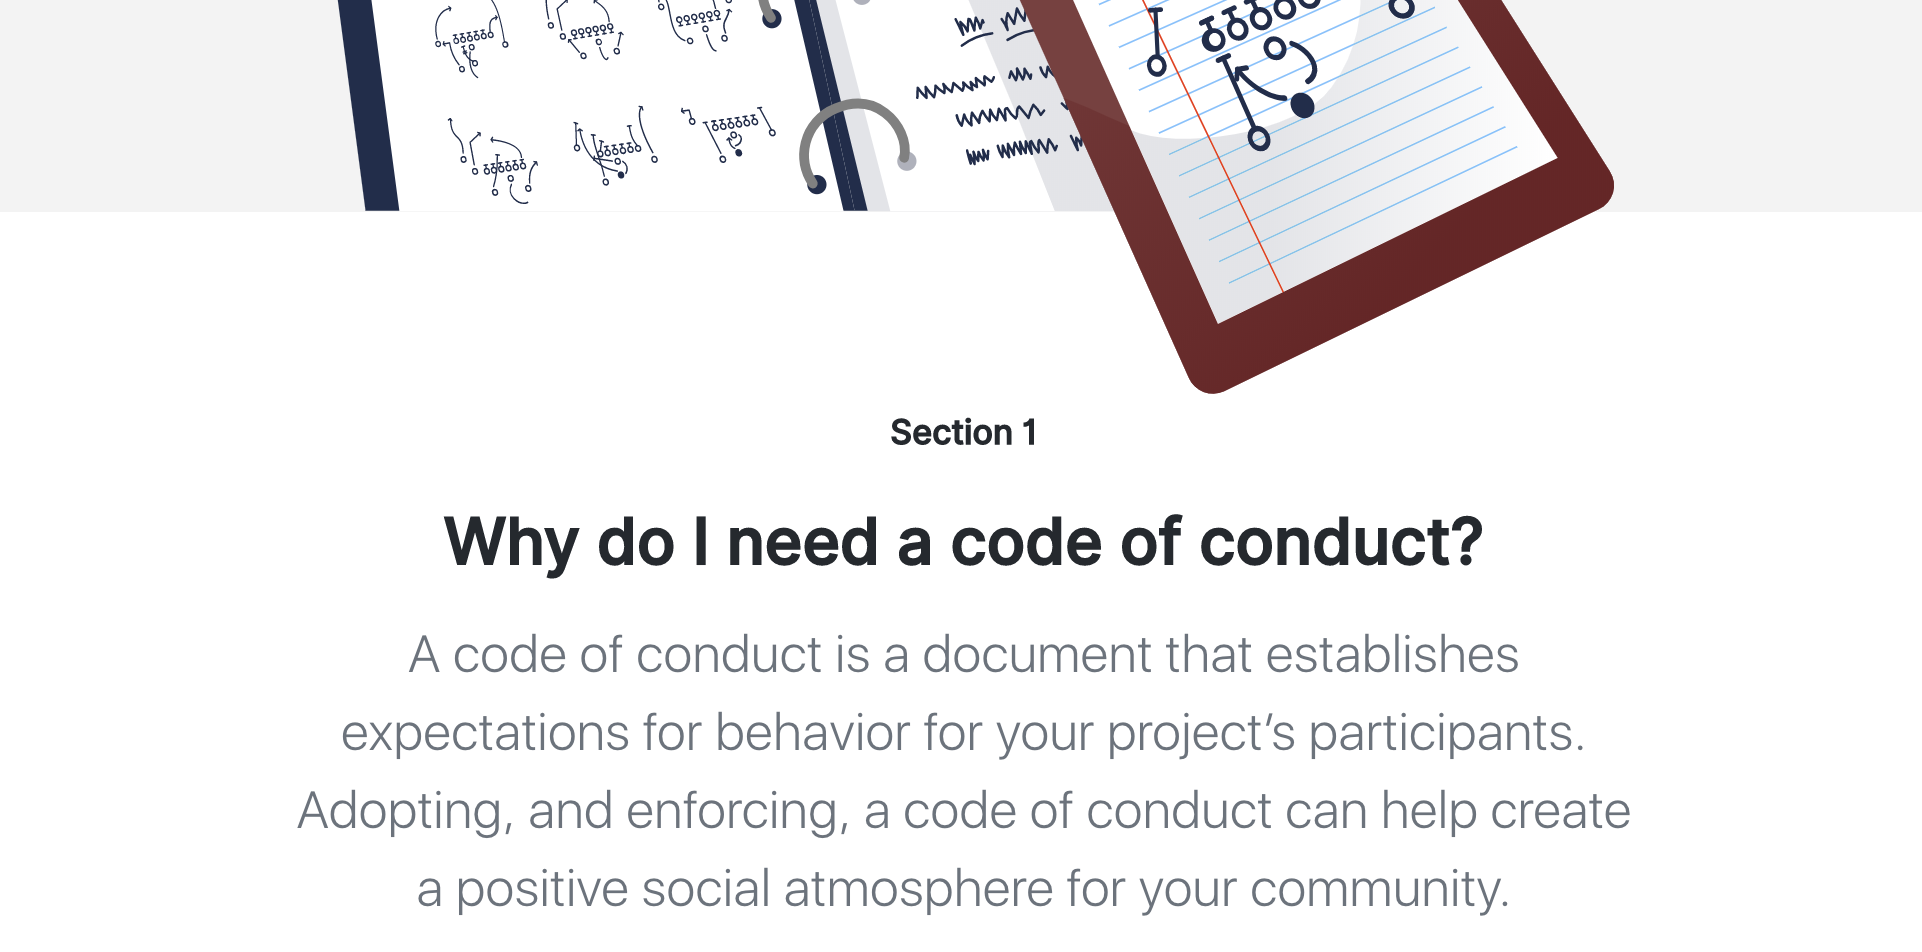 Section 1
Why do I need a code of conduct?
A code of conduct is a document that establishes
expectations for behavior for your project’s participants.
Adopting, and enforcing, a code of conduct can help create
a positive social atmosphere for your community.